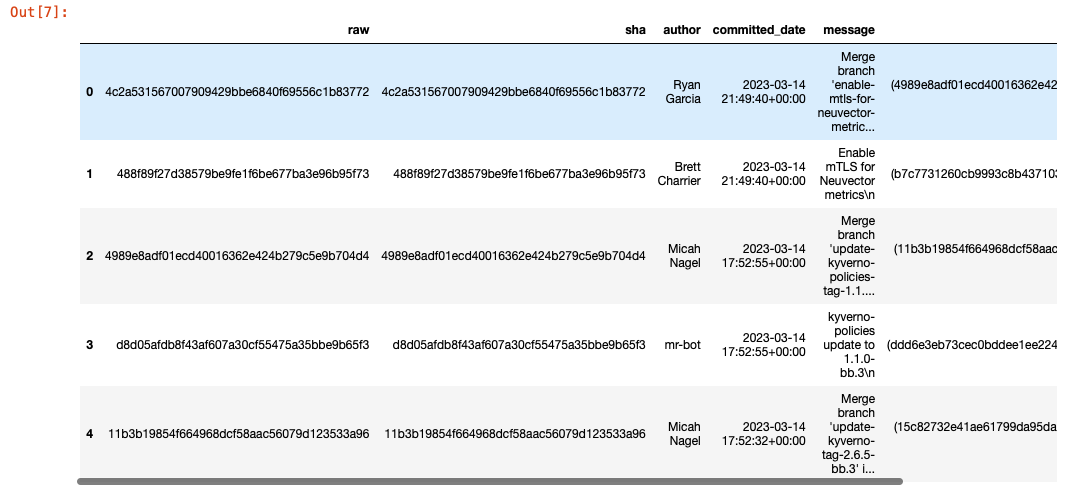 Out[7]:
raw sha author committed_date message
0 4c2a531567007909429bbe6840f69556c1b83772 4c2a531567007909429bbe6840f69556c1b83772 Ryan Garcia 2023-03-14 21:49:40+00:00 Merge branch 'enable-mtls-for-neuvector-metric... (4989e8adf01ecd40016362e42
1 488f89f27d38579be9fe1f6be677ba3e96b95f73 488f89f27d38579be9fe1f6be677ba3e96b95f73 Brett Charrier 2023-03-14 21:49:40+00:00 Enable mTLS for Neuvector metrics\n (b7c7731260cb9993c8b437103
2 4989e8adf01ecd40016362e424b279c5e9b704d4 4989e8adf01ecd40016362e424b279c5e9b704d4 Micah Nagel 2023-03-14 17:52:55+00:00 Merge branch 'update-kyverno-policies-tag-1.1.... (11b3b19854f664968dcf58aac
3 d8d05afdb8f43af607a30cf55475a35bbe9b65f3 d8d05afdb8f43af607a30cf55475a35bbe9b65f3 mr-bot 2023-03-14 17:52:55+00:00 kyverno-policies update to 1.1.0-bb.3\n (ddd6e3eb73cec0bddee1ee224
4 11b3b19854f664968dcf58aac56079d123533a96 11b3b19854f664968dcf58aac56079d123533a96 Micah Nagel 2023-03-14 17:52:32+00:00 Merge branch 'update-kyverno-tag-2.6.5-bb.3' i... (15c82732e41ae61799da95da